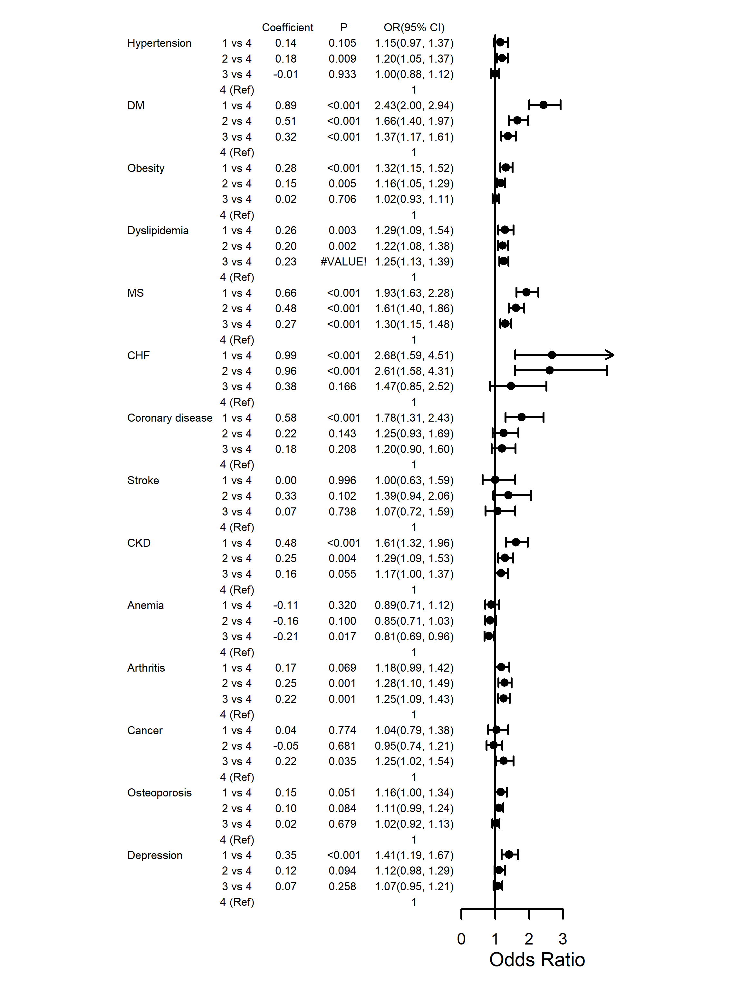 Coefficient P OR(95% CI)
Hypertension 1 vs 4 0.14 0.105 1.15(0.97, 1.37)
2 vs 4 0.18 0.009 1.20(1.05, 1.37)
3 vs 4 -0.01 0.933 1.00(0.88, 1.12)
4 (Ref) 1
DM 1 vs 4 0.89 <0.001 2.43(2.00, 2.94)
2 vs 4 0.51 <0.001 1.66(1.40, 1.97)
3 vs 4 0.32 <0.001 1.37(1.17, 1.61)
4 (Ref) 1
Obesity 1 vs 4 0.28 <0.001 1.32(1.15, 1.52)
2 vs 4 0.15 0.005 1.16(1.05, 1.29)
3 vs 4 0.02 0.706 1.02(0.93, 1.11)
4 (Ref) 1
Dyslipidemia 1 vs 4 0.26 0.003 1.29(1.09, 1.54)
2 vs 4 0.20 0.002 1.22(1.08, 1.38)
3 vs 4 0.23 #VALUE! 1.25(1.13, 1.39)
4 (Ref) 1
MS 1 vs 4 0.66 <0.001 1.93(1.63, 2.28)
2 vs 4 0.48 <0.001 1.61(1.40, 1.86)
3 vs 4 0.27 <0.001 1.30(1.15, 1.48)
4 (Ref) 1
CHF 1 vs 4 0.99 <0.001 2.68(1.59, 4.51)
2 vs 4 0.96 <0.001 2.61(1.58, 4.31)
3 vs 4 0.38 0.166 1.47(0.85, 2.52)
4 (Ref) 1
Coronary disease 1 vs 4 0.58 <0.001 1.78(1.31, 2.43)
2 vs 4 0.22 0.143 1.25(0.93, 1.69)
3 vs 4 0.18 0.208 1.20(0.90, 1.60)
4 (Ref) 1
Stroke 1 vs 4 0.00 0.996 1.00(0.63, 1.59)
2 vs 4 0.33 0.102 1.39(0.94, 2.06)
3 vs 4 0.07 0.738 1.07(0.72, 1.59)
4 (Ref) 1
CKD 1 vs 4 0.48 <0.001 1.61(1.32, 1.96)
2 vs 4 0.25 0.004 1.29(1.09, 1.53)
3 vs 4 0.16 0.055 1.17(1.00, 1.37)
4 (Ref) 1
Anemia 1 vs 4 -0.11 0.320 0.89(0.71, 1.12)
2 vs 4 -0.16 0.100 0.85(0.71, 1.03)
3 vs 4 -0.21 0.017 0.81(0.69, 0.96)
4 (Ref) 1
Arthritis 1 vs 4 0.17 0.069 1.18(0.99, 1.42)
2 vs 4 0.25 0.001 1.28(1.10, 1.49)
3 vs 4 0.22 0.001 1.25(1.09, 1.43)
4 (Ref) 1
Cancer 1 vs 4 0.04 0.774 1.04(0.79, 1.38)
2 vs 4 -0.05 0.681 0.95(0.74, 1.21)
3 vs 4 0.22 0.035 1.25(1.02, 1.54)
4 (Ref) 1
Osteoporosis 1 vs 4 0.15 0.051 1.16(1.00, 1.34)
2 vs 4 0.10 0.084 1.11(0.99, 1.24)
3 vs 4 0.02 0.679 1.02(0.92, 1.13)
4 (Ref) 1
Depression 1 vs 4 0.35 <0.001 1.41(1.19, 1.67)
2 vs 4 0.12 0.094 1.12(0.98, 1.29)
3 vs 4 0.07 0.258 1.07(0.95, 1.21)
4 (Ref) 1
0 1 2 3
Odds Ratio